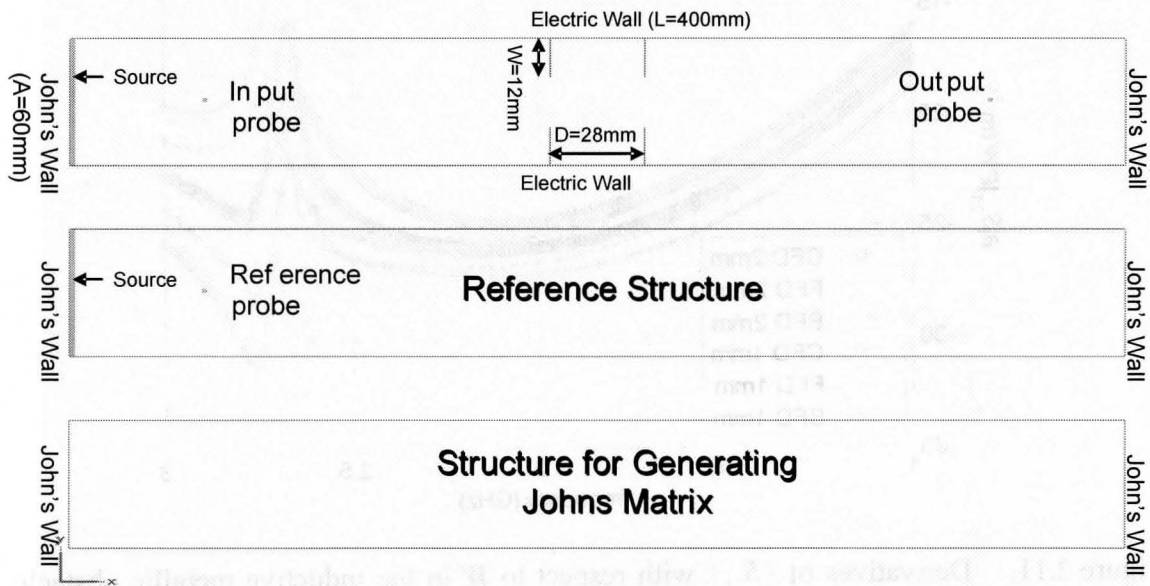 Electric Wall (L=400mm)
John's Wall
(A=60mm)
Source
In put
probe
W=12mm
D=28mm
Out put
probe
John's Wall
Electric Wall
John's Wall
Source
Ref erence
probe
Reference Structure
John's Wall
John's Wall
Structure for Generating
Johns Matrix
John's Wall